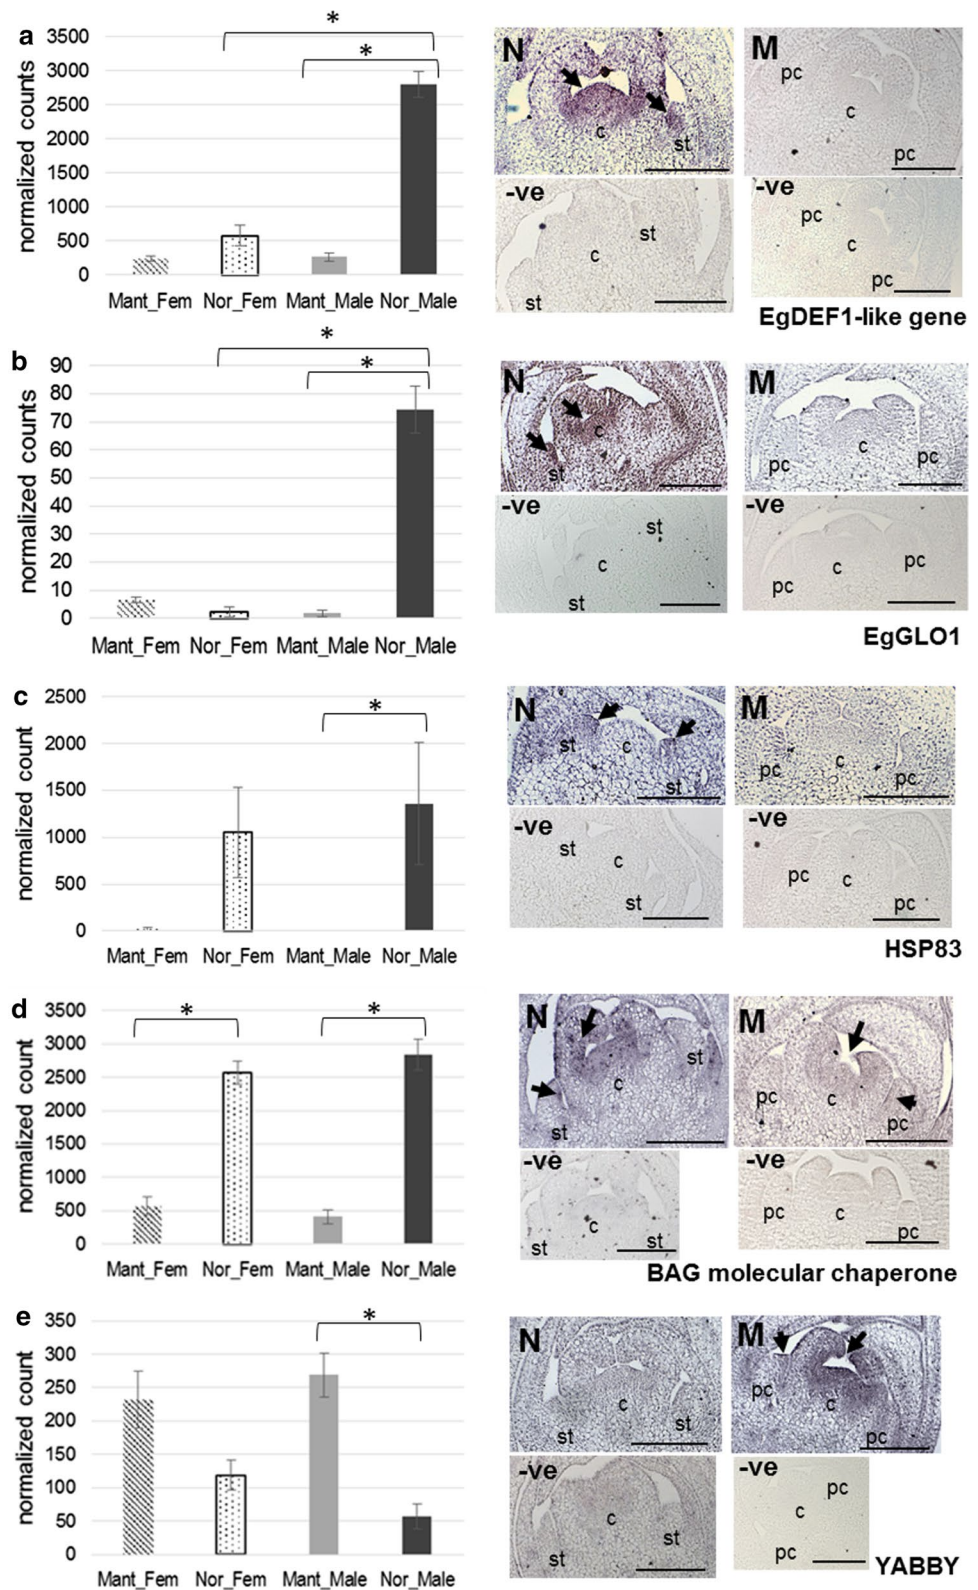 a
*
*
normalized counts
3500
3000
2500
2000
1500
1000
500
0
Mant_Fem Nor_Fem Mant_Male Nor_Male
N
c
st
M
pc
c
pc
-ve
st
c
st
-ve
pc
c
pc
EgDEF1-like gene
b
*
*
normalized counts
90
80
70
60
50
40
30
20
10
0
Mant_Fem Nor_Fem Mant_Male Nor_Male
N
c
st
M
pc
c
pc
-ve
st
c
st
-ve
pc
c
pc
EgGLO1
c
*
normalized count
2500
2000
1500
1000
500
0
Mant_Fem Nor_Fem Mant_Male Nor_Male
N
st
c
st
M
pc
c
pc
-ve
st
c
st
-ve
pc
c
pc
HSP83
d
*
*
normalized count
3500
3000
2500
2000
1500
1000
500
0
Mant_Fem Nor_Fem Mant_Male Nor_Male
N
st
c
st
M
pc
c
pc
-ve
c
st
st
-ve
pc
c
pc
BAG molecular chaperone
e
*
normalized count
350
300
250
200
150
100
50
0
Mant_Fem Nor_Fem Mant_Male Nor_Male
N
c
st
st
M
pc
c
pc
-ve
c
st
st
-ve
pc
c
pc
YABBY